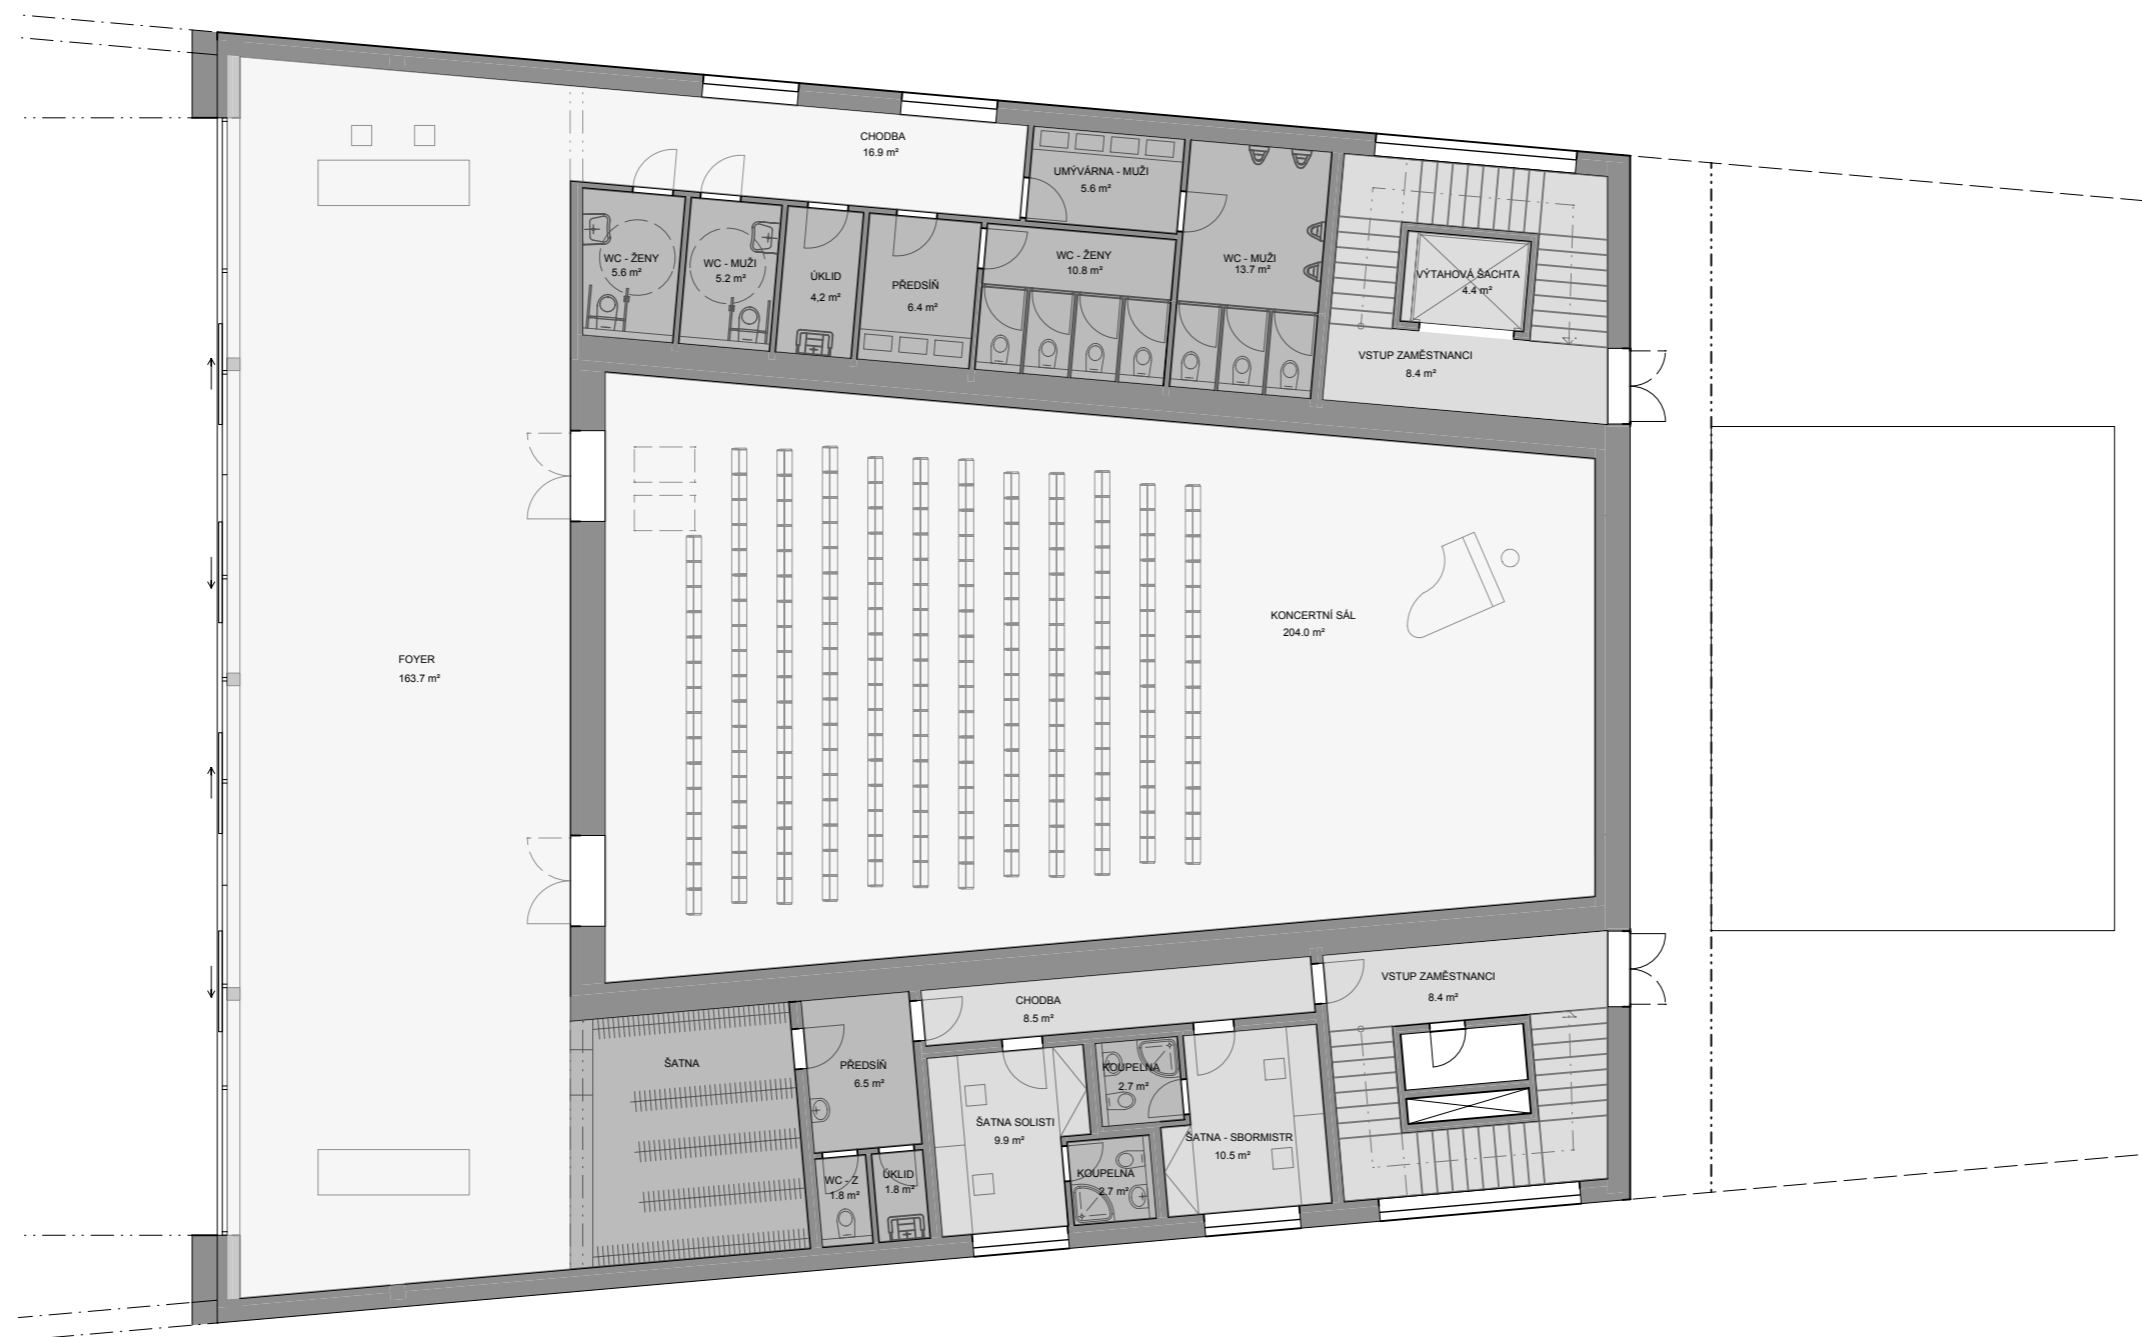 CHODBA
16.9 m²
UMÝVÁRNA - MUŽI
5.6 m²
WC - ŽENY
5.6 m²
WC - MUŽI
5.2 m²
ÚKLID
4,2 m²
PŘEDSÍŇ
6.4 m²
WC - ŽENY
10.8 m²
WC - MUŽI
13.7 m²
VÝTAHOVÁ ŠACHTA
4.4 m²
VSTUP ZAMĚSTNANCI
8.4 m²
FOYER
163.7 m²
KONCERTNÍ SÁL
204.0 m²
VSTUP ZAMĚSTNANCI
8.4 m²
CHODBA
8.5 m²
ŠATNA
PŘEDSÍŇ
6.5 m²
KOUPELNA
2.7 m²
ŠATNA SOLISTI
9.9 m²
ŠATNA - SBORMISTR
10.5 m²
WC - Z
1.8 m²
ÚKLID
1.8 m²
KOUPELNA
2.7 m²